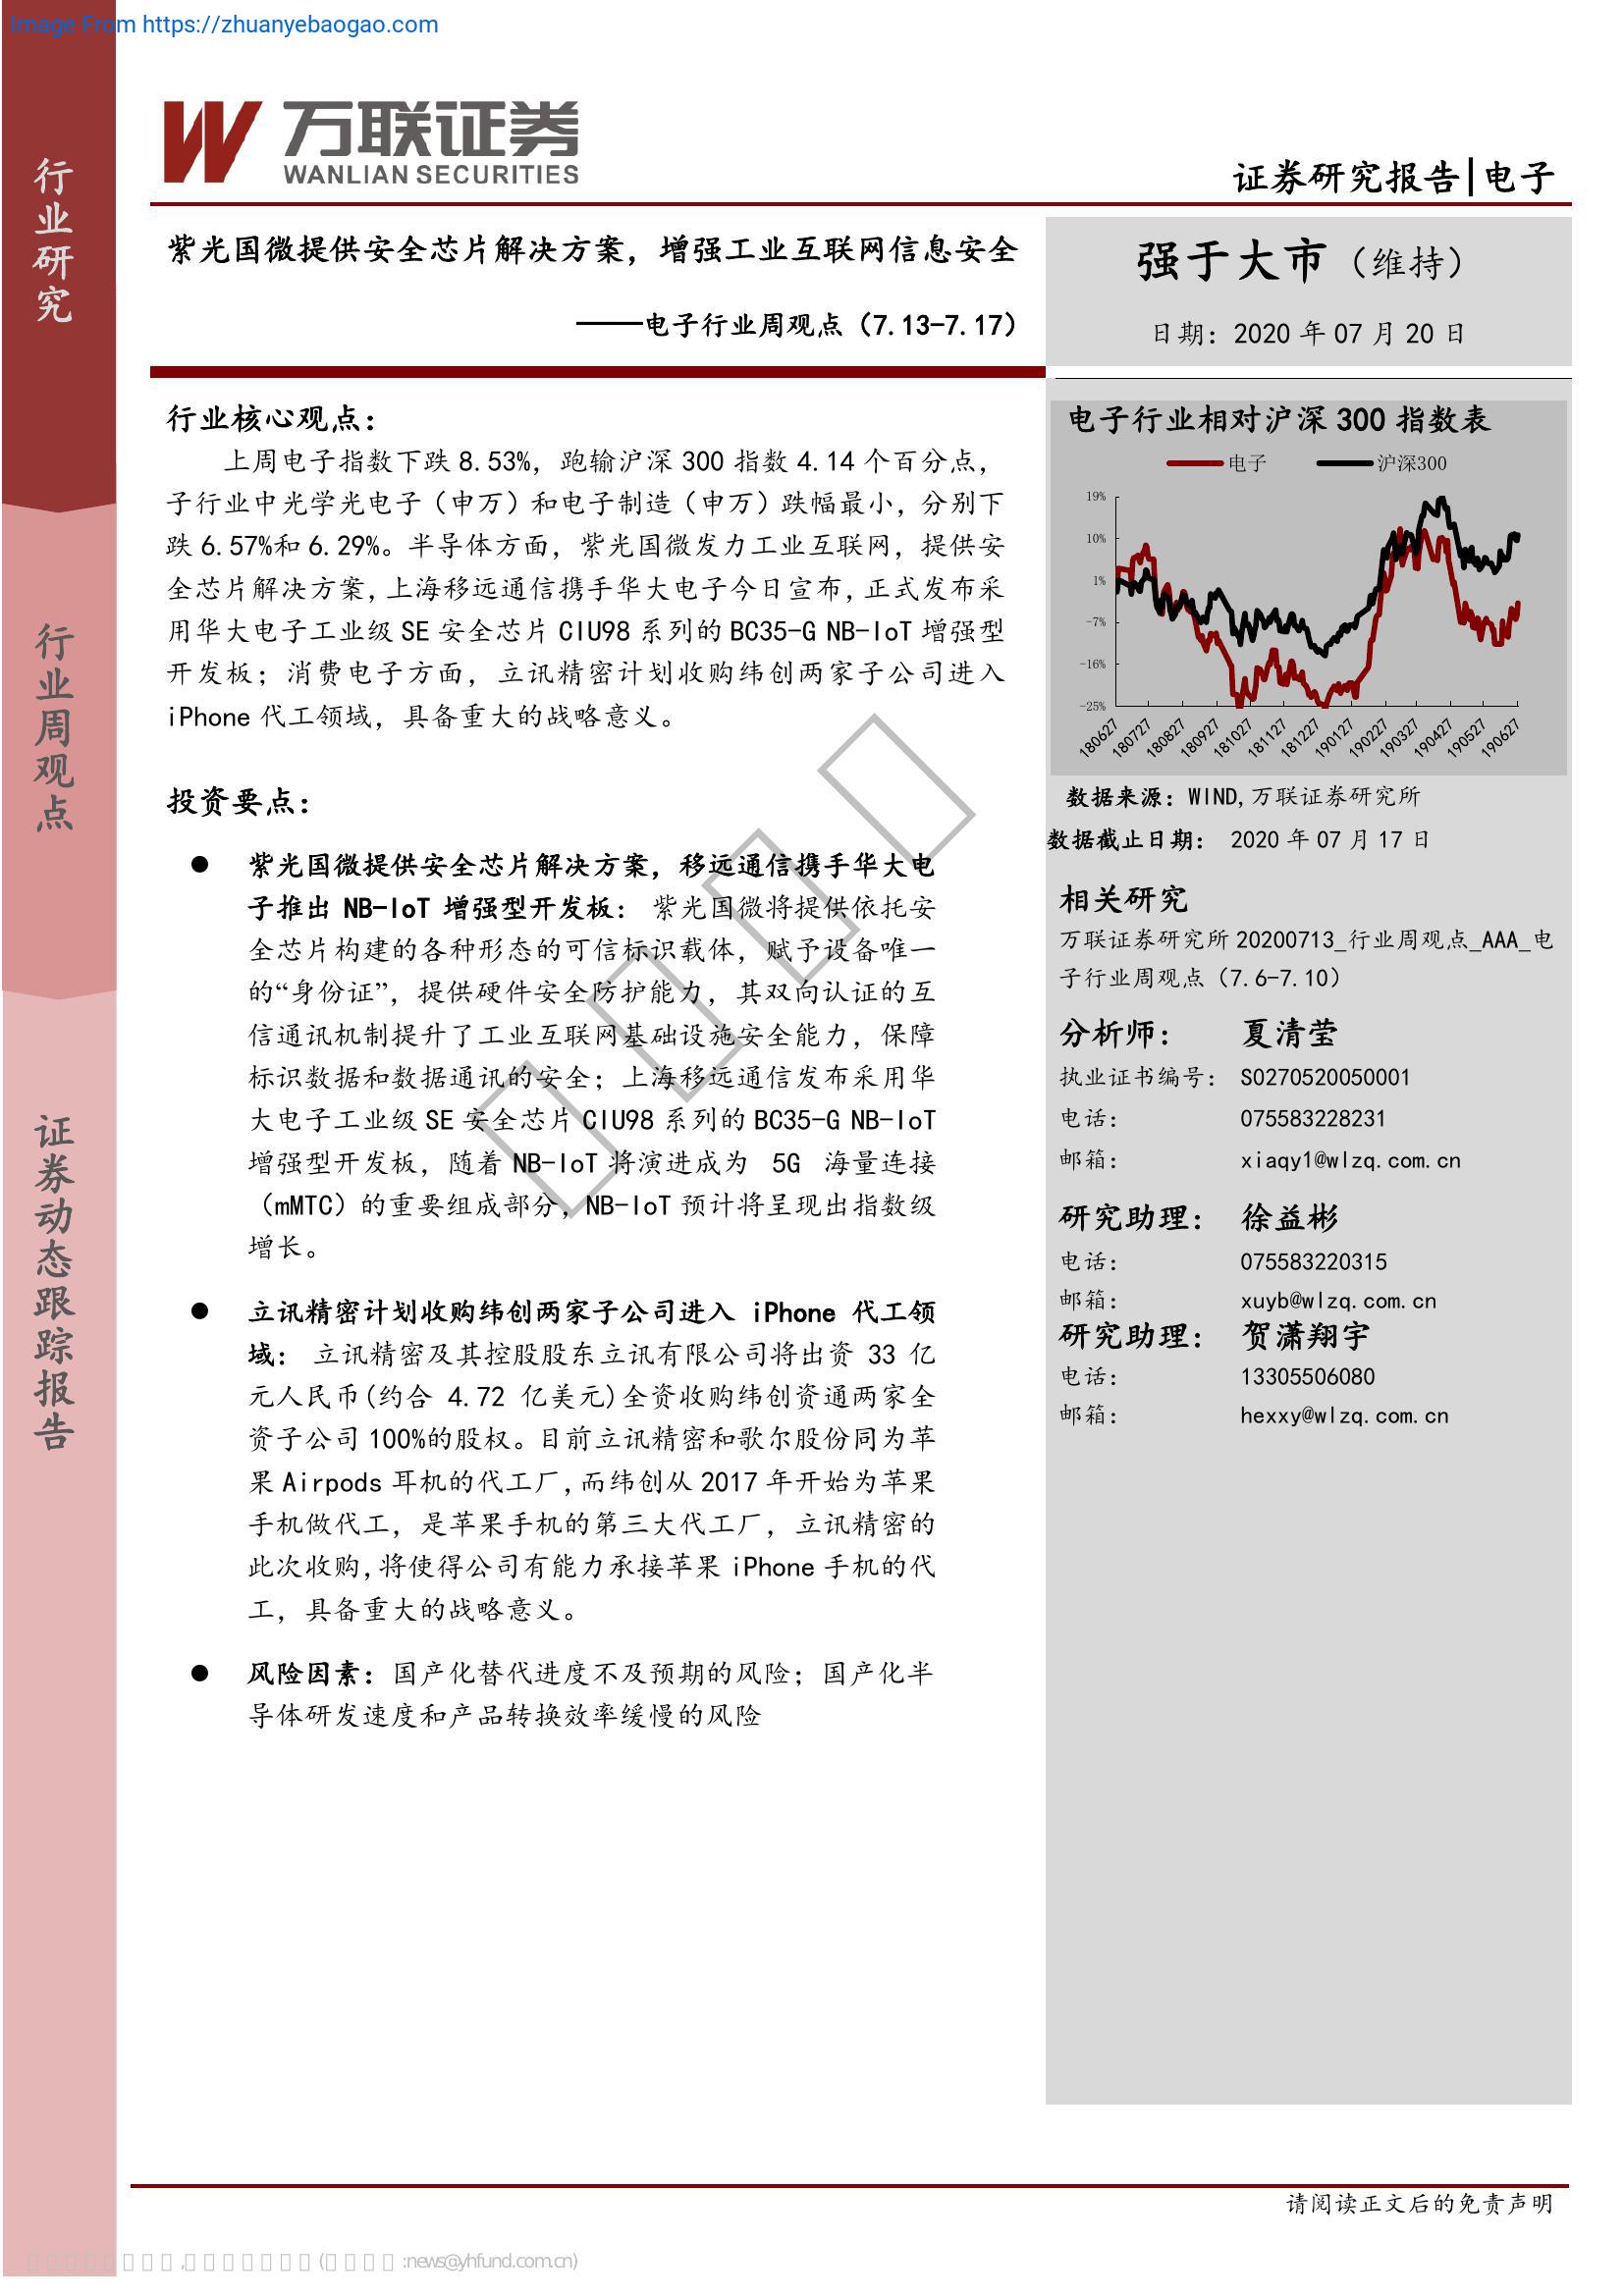 Image From https://zhuanyebaogao.com
行业研究
行业周观点
证券动态跟踪报告
万联证券
WANLIAN SECURITIES
证券研究报告|电子
紫光国微提供安全芯片解决方案，增强工业互联网信息安全
——电子行业周观点（7.13-7.17）
强于大市（维持）
日期：2020 年 07 月 20 日
行业核心观点：
上周电子指数下跌 8.53%，跑输沪深 300 指数 4.14 个百分点，
子行业中光学光电子（申万）和电子制造（申万）跌幅最小，分别下
跌 6.57%和 6.29%。半导体方面，紫光国微发力工业互联网，提供安
全芯片解决方案，上海移远通信携手华大电子今日宣布，正式发布采
用华大电子工业级 SE 安全芯片 CIU98 系列的 BC35-G NB-IoT 增强型
开发板；消费电子方面，立讯精密计划收购纬创两家子公司进入
iPhone 代工领域，具备重大的战略意义。
投资要点：
● 紫光国微提供安全芯片解决方案，移远通信携手华大电
子推出 NB-IoT 增强型开发板： 紫光国微将提供依托安
全芯片构建的各种形态的可信标识载体，赋予设备唯一
的“身份证”，提供硬件安全防护能力，其双向认证的互
信通讯机制提升了工业互联网基础设施安全能力，保障
标识数据和数据通讯的安全；上海移远通信发布采用华
大电子工业级 SE 安全芯片 CIU98 系列的 BC35-G NB-IoT
增强型开发板，随着 NB-IoT 将演进成为 5G 海量连接
（mMTC）的重要组成部分，NB-IoT 预计将呈现出指数级
增长。
● 立讯精密计划收购纬创两家子公司进入 iPhone 代工领
域： 立讯精密及其控股股东立讯有限公司将出资 33 亿
元人民币(约合 4.72 亿美元)全资收购纬创资通两家全
资子公司 100%的股权。目前立讯精密和歌尔股份同为苹
果 Airpods 耳机的代工厂,而纬创从 2017 年开始为苹果
手机做代工，是苹果手机的第三大代工厂，立讯精密的
此次收购,将使得公司有能力承接苹果 iPhone 手机的代
工，具备重大的战略意义。
● 风险因素：国产化替代进度不及预期的风险；国产化半
导体研发速度和产品转换效率缓慢的风险
电子行业相对沪深 300 指数表
电子 沪深300
19%
10%
1%
-7%
-16%
-25%
180627 180727 180827 180927 181027 181127 181227 190127 190227 190327 190427 190527 190627
数据来源：WIND,万联证券研究所
数据截止日期： 2020 年 07 月 17 日
相关研究
万联证券研究所 20200713_行业周观点_AAA_电
子行业周观点（7.6-7.10）
分析师： 夏清莹
执业证书编号： S0270520050001
电话： 075583228231
邮箱： xiaqy1@wlzq.com.cn
研究助理： 徐益彬
电话： 075583220315
邮箱： xuyb@wlzq.com.cn
研究助理： 贺潇翔宇
电话： 13305506080
邮箱： hexxy@wlzq.com.cn
请阅读正文后的免责声明
(:news@yhfund.com.cn)